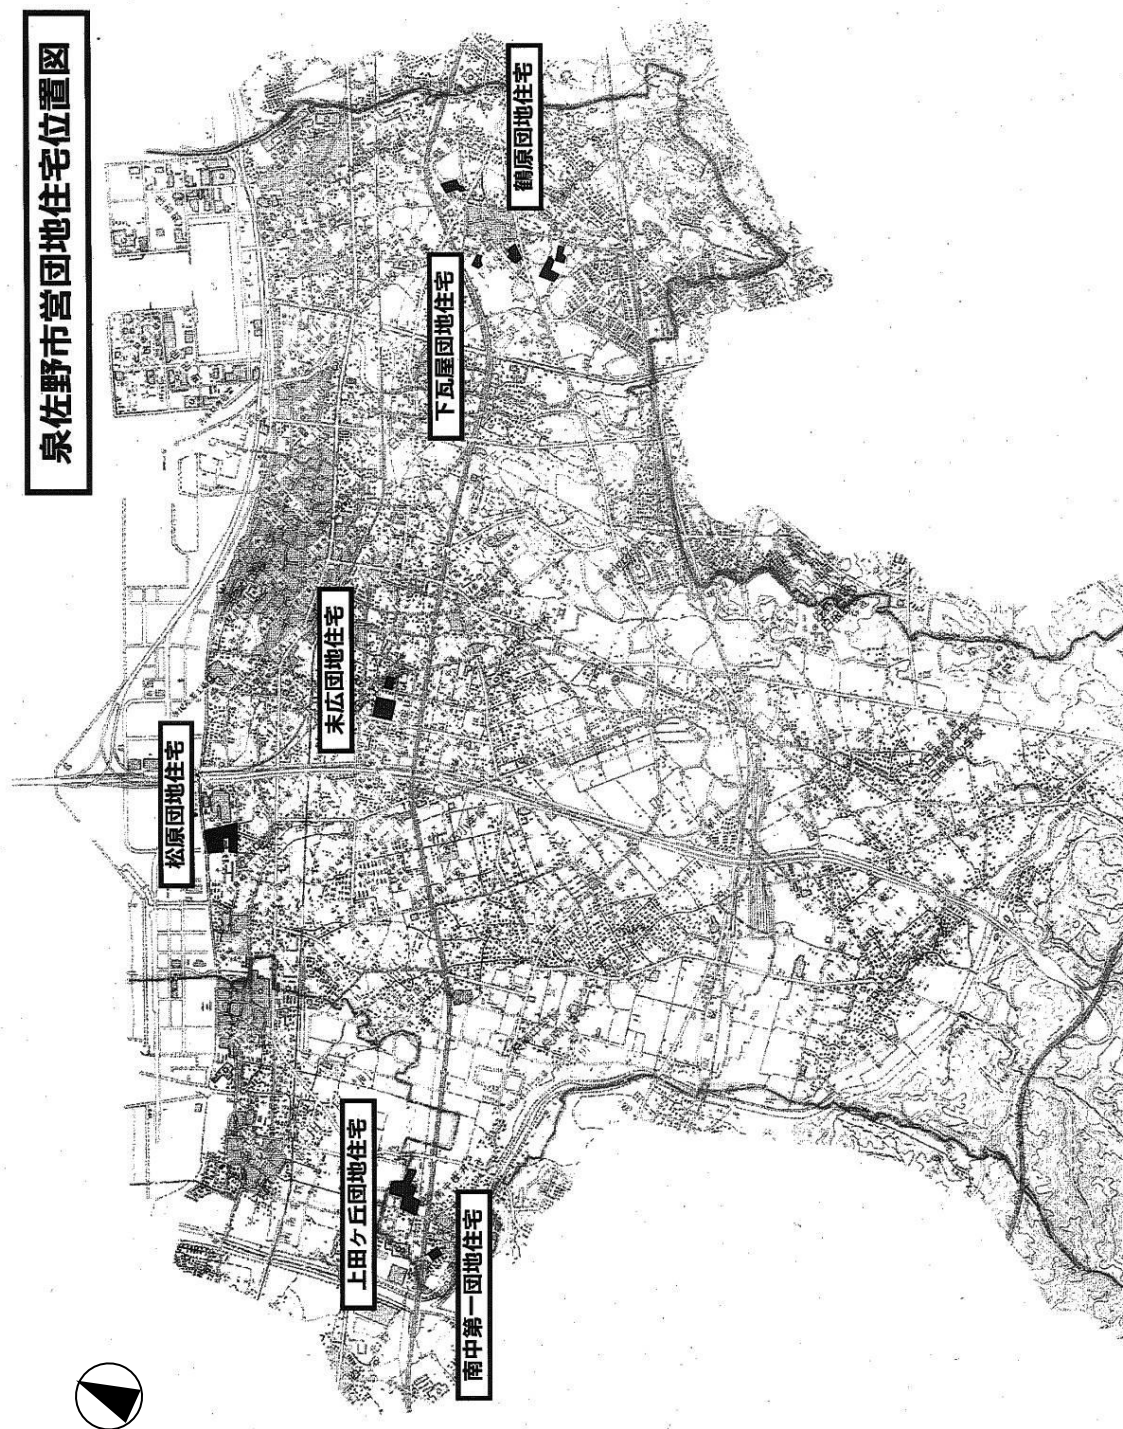 泉佐野市営団地住宅位置図
鶴原団地住宅
下瓦屋団地住宅
末広団地住宅
松原団地住宅
上田ヶ丘団地住宅
南中第一団地住宅